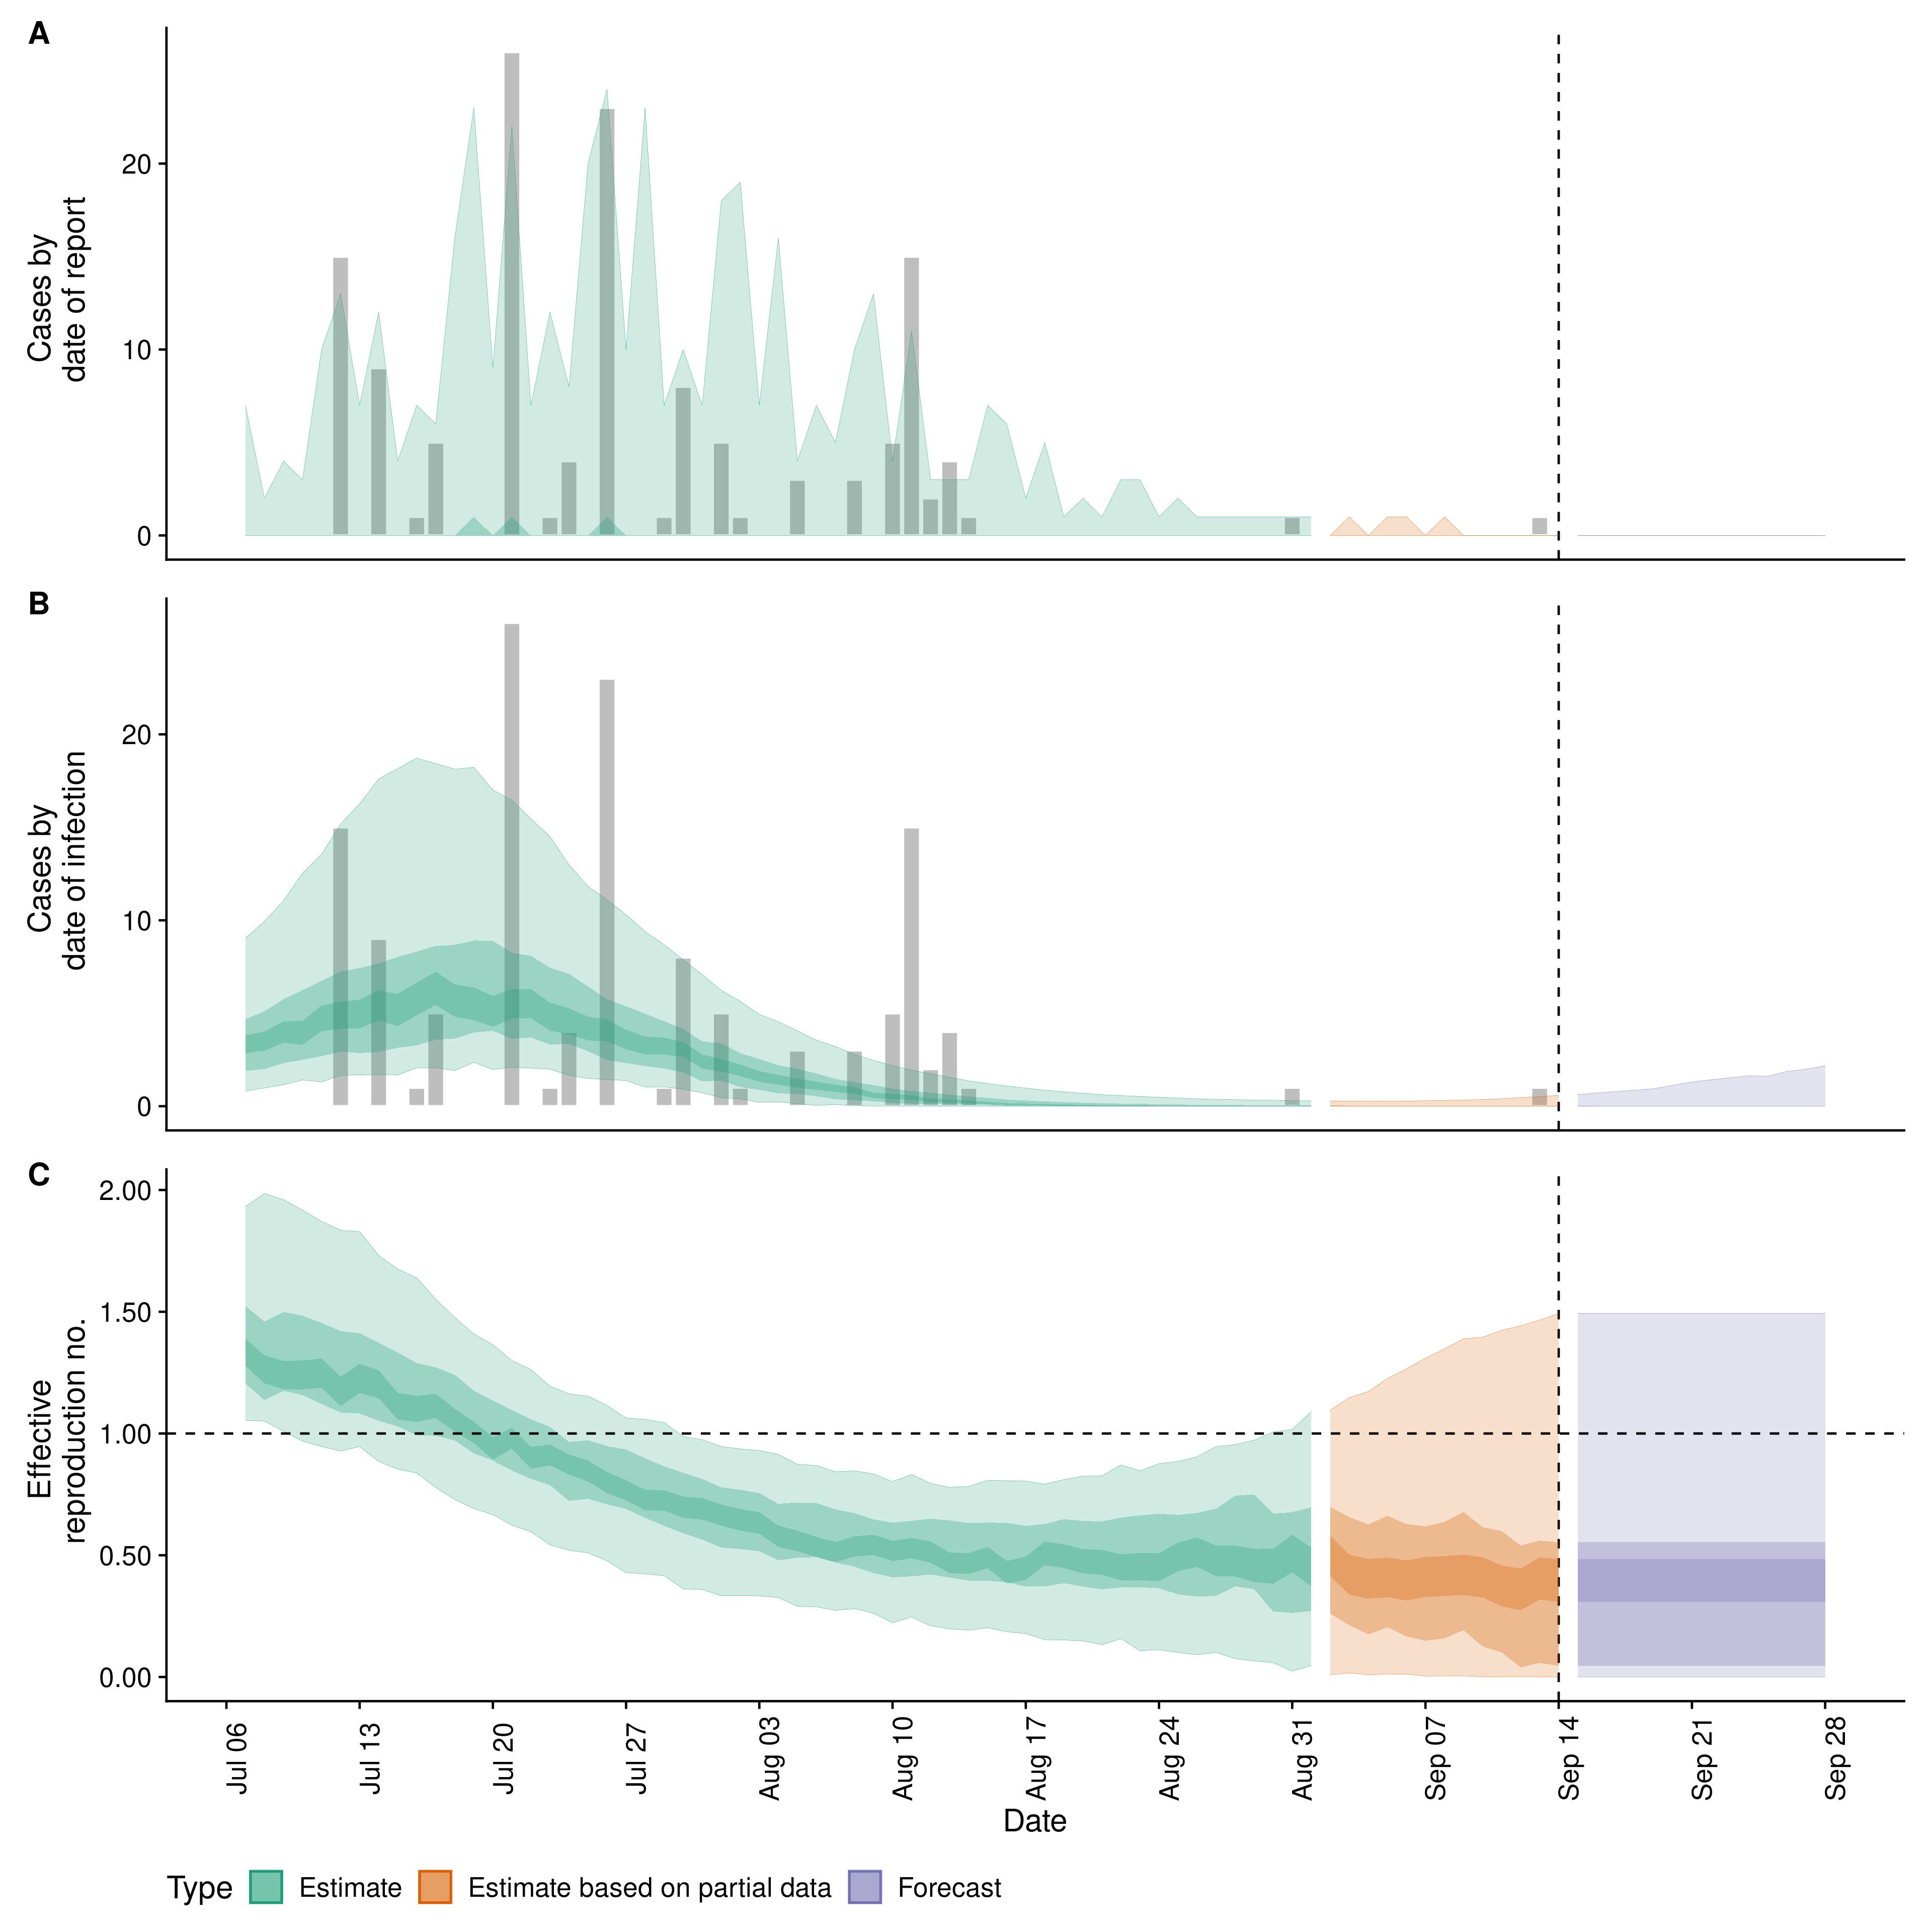 A
20
10
0
Cases by
date of report
B
20
10
0
Cases by
date of infection
C
2.00
1.50
1.00
0.50
0.00
Effective
reproduction no.
Jul 06
Jul 13
Jul 20
Jul 27
Aug 03
Aug 10
Aug 17
Aug 24
Aug 31
Sep 07
Sep 14
Sep 21
Sep 28
Date
Type Estimate Estimate based on partial data Forecast